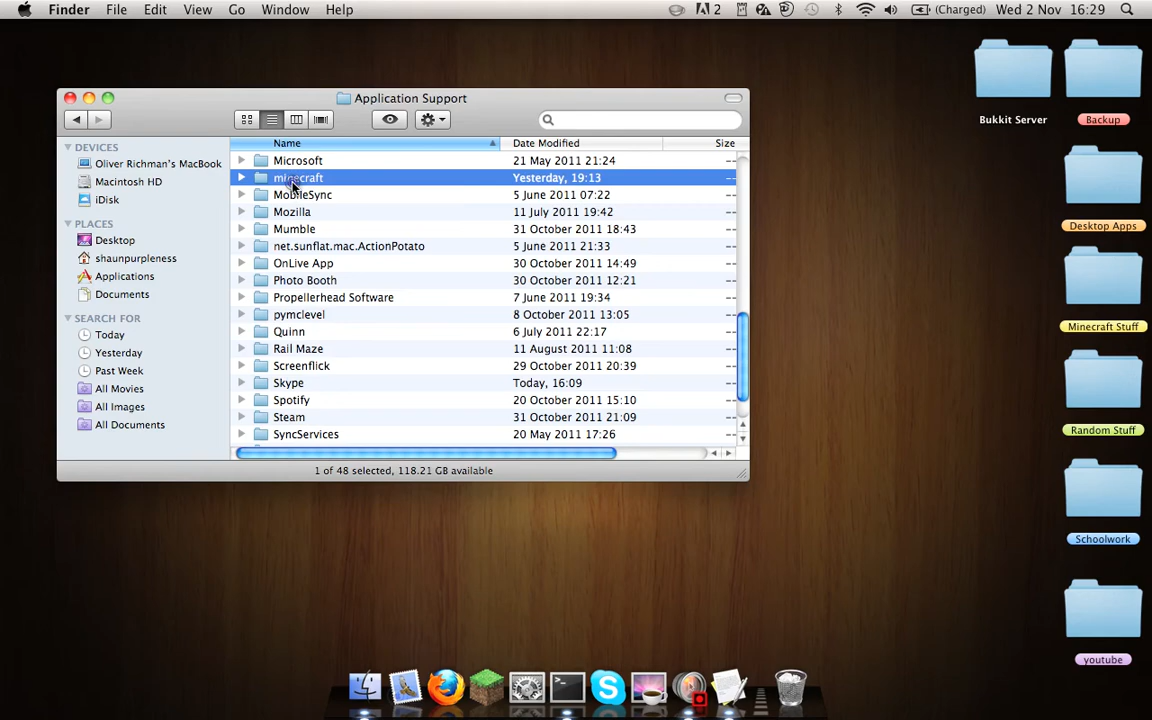 Finder File Edit View Go Window Help 2 (Charged) Wed 2 Nov 16:29
Application Support
DEVICES
Oliver Richman's MacBook
Macintosh HD
iDisk
PLACES
Desktop
shaunpurpleness
Applications
Documents
SEARCH FOR
Today
Yesterday
Past Week
All Movies
All Images
All Documents
Name Date Modified Size
Microsoft 21 May 2011 21:24 --
minecraft Yesterday, 19:13 --
MobileSync 5 June 2011 07:22 --
Mozilla 11 July 2011 19:42 --
Mumble 31 October 2011 18:43 --
net.sunflat.mac.ActionPotato 5 June 2011 21:33 --
OnLive App 30 October 2011 14:49 --
Photo Booth 30 October 2011 12:21 --
Propellerhead Software 7 June 2011 19:34 --
pymclevel 8 October 2011 13:05 --
Quinn 6 July 2011 22:17 --
Rail Maze 11 August 2011 11:08 --
Screenflick 29 October 2011 20:39 --
Skype Today, 16:09 --
Spotify 20 October 2011 15:10 --
Steam 31 October 2011 21:09 --
SyncServices 20 May 2011 17:26 --
1 of 48 selected, 118.21 GB available
Bukkit Server
Backup
Desktop Apps
Minecraft Stuff
Random Stuff
Schoolwork
youtube